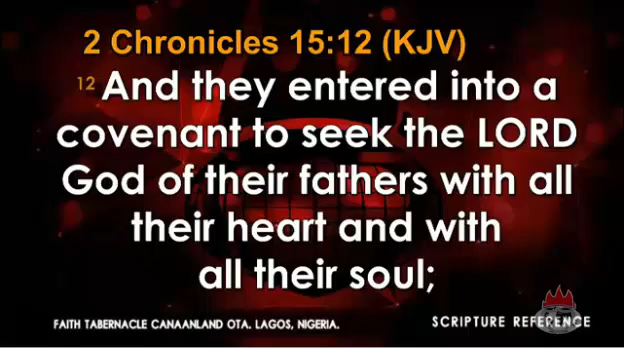 2 Chronicles 15:12 (KJV)
12 And they entered into a
covenant to seek the LORD
God of their fathers with all
their heart and with
all their soul;
FAITH TABERNACLE CANAANLAND OTA. LAGOS, NIGERIA.
SCRIPTURE REFERENCE